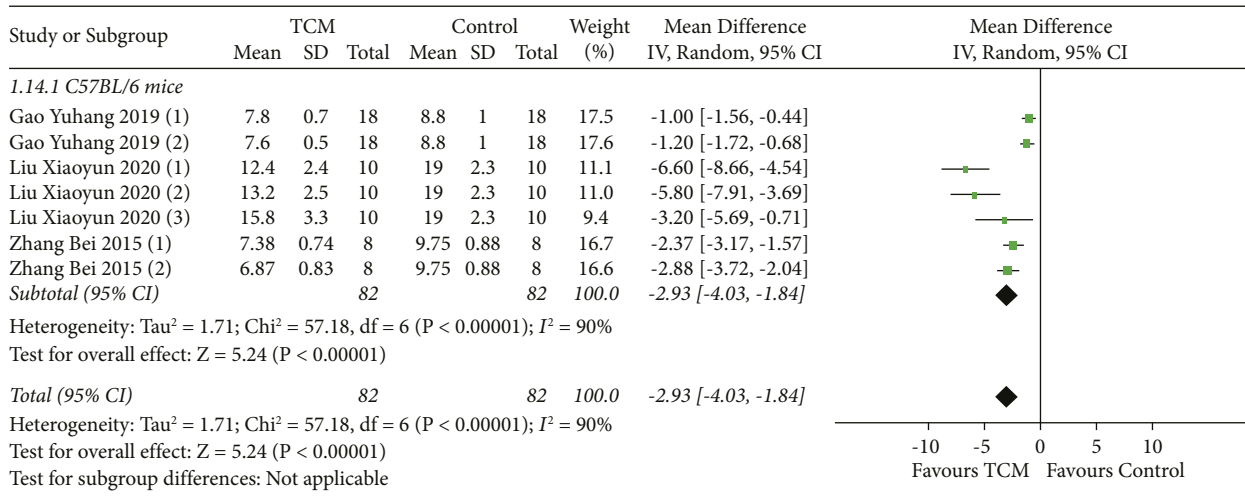 Study or Subgroup TCM Control Weight (%) Mean Difference IV, Random, 95% CI Mean Difference IV, Random, 95% CI
Mean SD Total Mean SD Total
1.14.1 C57BL/6 mice
Gao Yuhang 2019 (1) 7.8 0.7 18 8.8 1 18 17.5 -1.00 [-1.56, -0.44]
Gao Yuhang 2019 (2) 7.6 0.5 18 8.8 1 18 17.6 -1.20 [-1.72, -0.68]
Liu Xiaoyun 2020 (1) 12.4 2.4 10 19 2.3 10 11.1 -6.60 [-8.66, -4.54]
Liu Xiaoyun 2020 (2) 13.2 2.5 10 19 2.3 10 11.0 -5.80 [-7.91, -3.69]
Liu Xiaoyun 2020 (3) 15.8 3.3 10 19 2.3 10 9.4 -3.20 [-5.69, -0.71]
Zhang Bei 2015 (1) 7.38 0.74 8 9.75 0.88 8 16.7 -2.37 [-3.17, -1.57]
Zhang Bei 2015 (2) 6.87 0.83 8 9.75 0.88 8 16.6 -2.88 [-3.72, -2.04]
Subtotal (95% CI) 82 82 100.0 -2.93 [-4.03, -1.84]
Heterogeneity: Tau² = 1.71; Chi² = 57.18, df = 6 (P < 0.00001); I² = 90%
Test for overall effect: Z = 5.24 (P < 0.00001)
Total (95% CI) 82 82 100.0 -2.93 [-4.03, -1.84]
Heterogeneity: Tau² = 1.71; Chi² = 57.18, df = 6 (P < 0.00001); I² = 90%
Test for overall effect: Z = 5.24 (P < 0.00001)
Test for subgroup differences: Not applicable
-10 -5 0 5 10
Favours TCM Favours Control